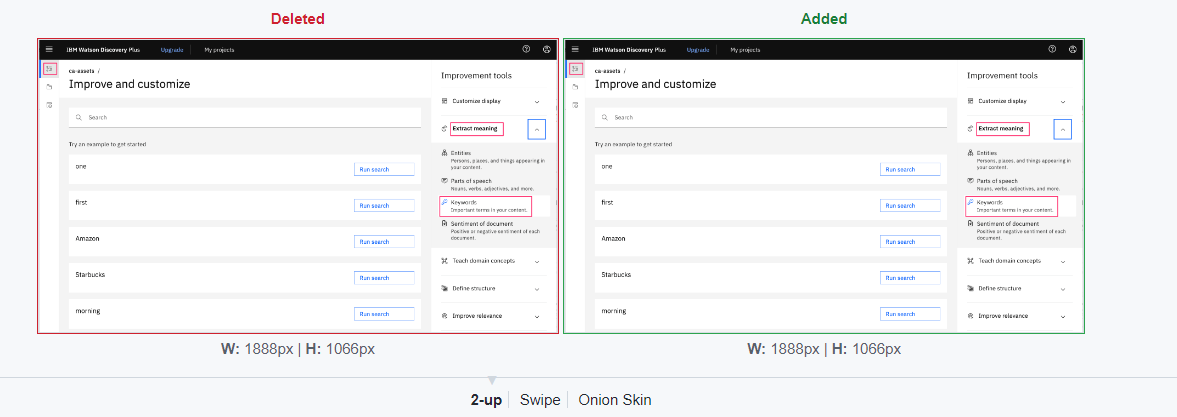 Deleted
IBM Watson Discovery Plus Upgrade My projects
ca-assets /
Improve and customize
Search
Try an example to get started
one Run search
first Run search
Amazon Run search
Starbucks Run search
morning Run search
Improvement tools
Customize display
Extract meaning
Entities
Persons, places, and things appearing in
your content.
Parts of speech
Nouns, verbs, adjectives, and more.
Keywords
Important terms in your content.
Sentiment of document
Positive or negative sentiment of each
document.
Teach domain concepts
Define structure
Improve relevance
W: 1888px | H: 1066px
Added
IBM Watson Discovery Plus Upgrade My projects
ca-assets /
Improve and customize
Search
Try an example to get started
one Run search
first Run search
Amazon Run search
Starbucks Run search
morning Run search
Improvement tools
Customize display
Extract meaning
Entities
Persons, places, and things appearing in
your content.
Parts of speech
Nouns, verbs, adjectives, and more.
Keywords
Important terms in your content.
Sentiment of document
Positive or negative sentiment of each
document.
Teach domain concepts
Define structure
Improve relevance
W: 1888px | H: 1066px
2-up Swipe Onion Skin